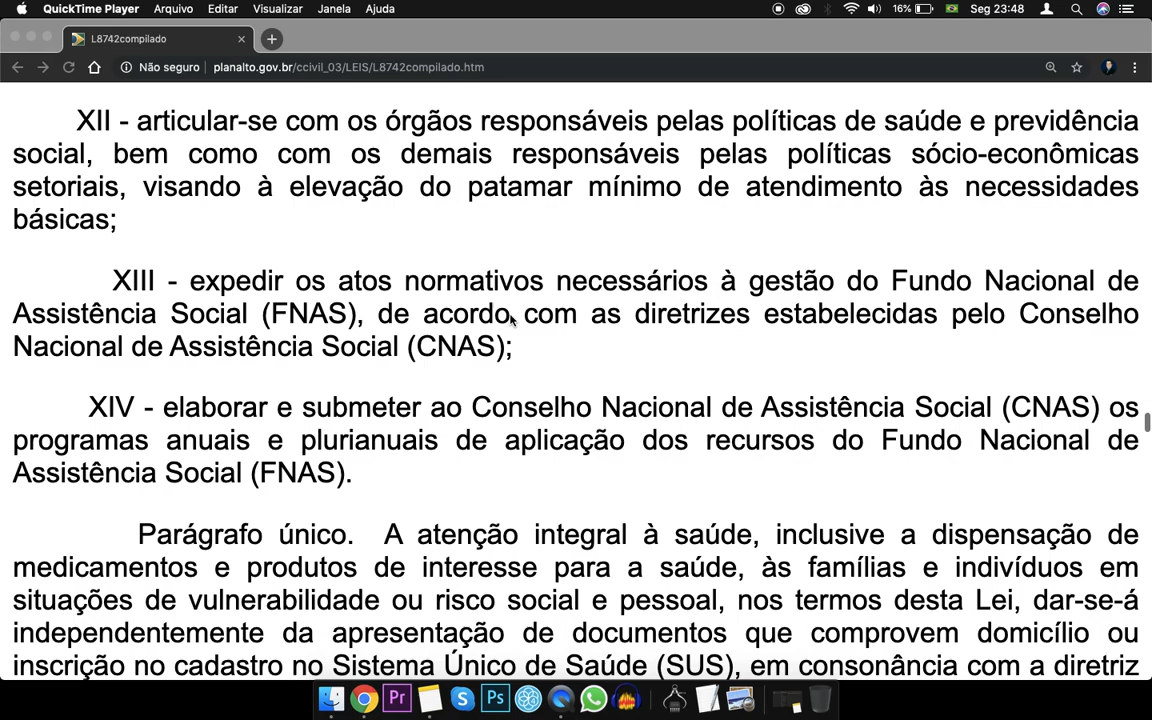 QuickTime Player Arquivo Editar Visualizar Janela Ajuda 16% Seg 23:48
L8742compilado
Não seguro planalto.gov.br/ccivil_03/LEIS/L8742compilado.htm
XII - articular-se com os órgãos responsáveis pelas políticas de saúde e previdência
social, bem como com os demais responsáveis pelas políticas sócio-econômicas
setoriais, visando à elevação do patamar mínimo de atendimento às necessidades
básicas;
XIII - expedir os atos normativos necessários à gestão do Fundo Nacional de
Assistência Social (FNAS), de acordo com as diretrizes estabelecidas pelo Conselho
Nacional de Assistência Social (CNAS);
XIV - elaborar e submeter ao Conselho Nacional de Assistência Social (CNAS) os
programas anuais e plurianuais de aplicação dos recursos do Fundo Nacional de
Assistência Social (FNAS).
Parágrafo único. A atenção integral à saúde, inclusive a dispensação de
medicamentos e produtos de interesse para a saúde, às famílias e indivíduos em
situações de vulnerabilidade ou risco social e pessoal, nos termos desta Lei, dar-se-á
independentemente da apresentação de documentos que comprovem domicílio ou
inscrição no cadastro no Sistema Único de Saúde (SUS), em consonância com a diretriz
Pr S Ps